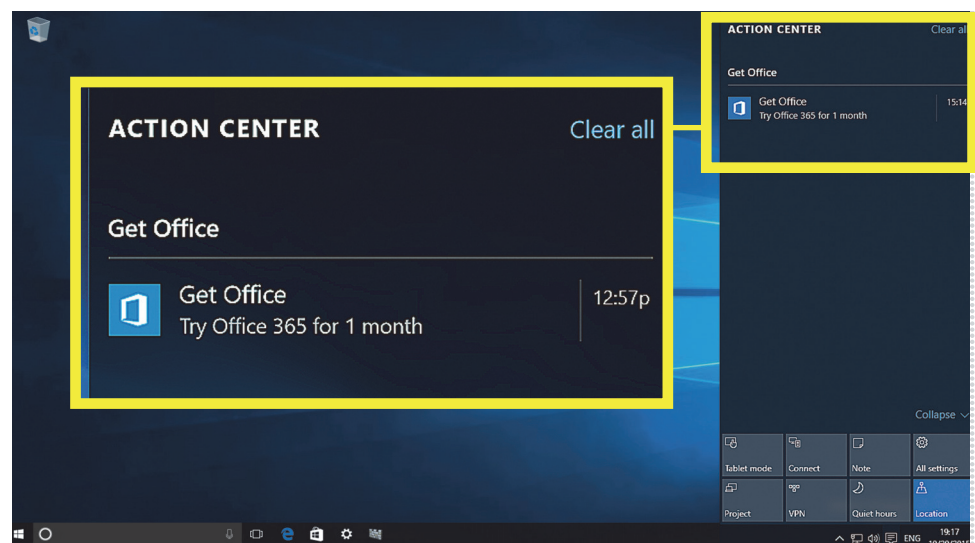 ACTION CENTER Clear all
Get Office
Get Office 12:57p
Try Office 365 for 1 month
ACTION CENTER Clear all
Get Office
Get Office 15:14
Try Office 365 for 1 month
Collapse
Tablet mode Connect Note All settings
Project VPN Quiet hours Location
ENG 19:17